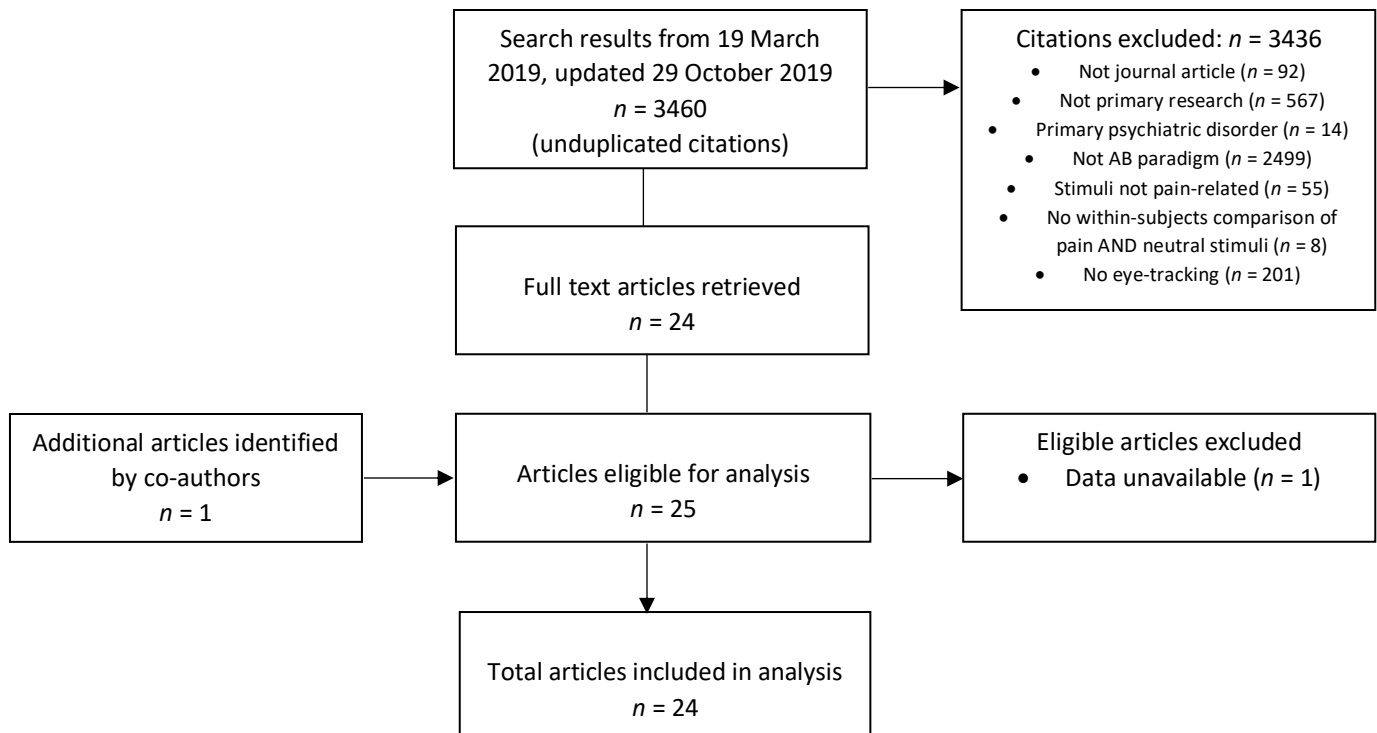 Search results from 19 March
2019, updated 29 October 2019
n = 3460
(unduplicated citations)
Citations excluded: n = 3436
• Not journal article (n = 92)
• Not primary research (n = 567)
• Primary psychiatric disorder (n = 14)
• Not AB paradigm (n = 2499)
• Stimuli not pain-related (n = 55)
• No within-subjects comparison of
pain AND neutral stimuli (n = 8)
• No eye-tracking (n = 201)
Full text articles retrieved
n = 24
Additional articles identified
by co-authors
n = 1
Articles eligible for analysis
n = 25
Eligible articles excluded
• Data unavailable (n = 1)
Total articles included in analysis
n = 24